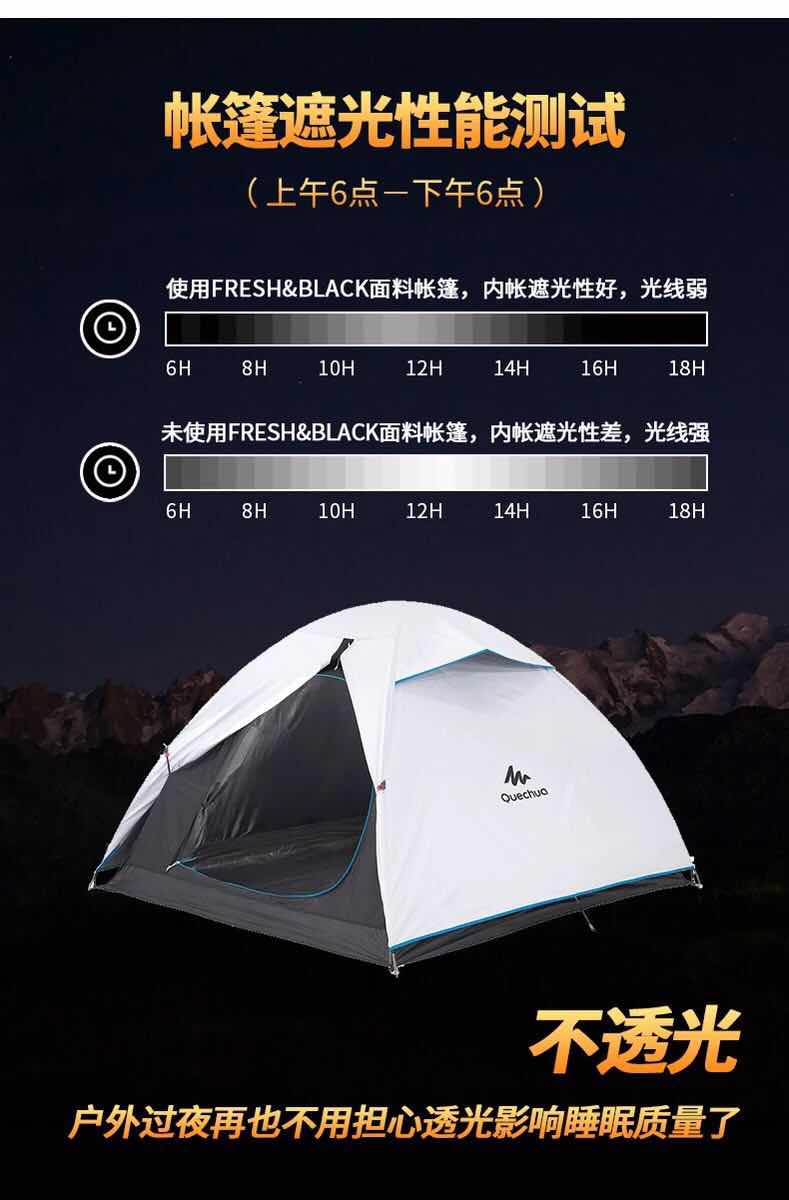 帐篷遮光性能测试
（上午6点－下午6点）
使用FRESH&BLACK面料帐篷，内帐遮光性好，光线弱
6H 8H 10H 12H 14H 16H 18H
未使用FRESH&BLACK面料帐篷，内帐遮光性差，光线强
6H 8H 10H 12H 14H 16H 18H
Quechua
不透光
户外过夜再也不用担心透光影响睡眠质量了